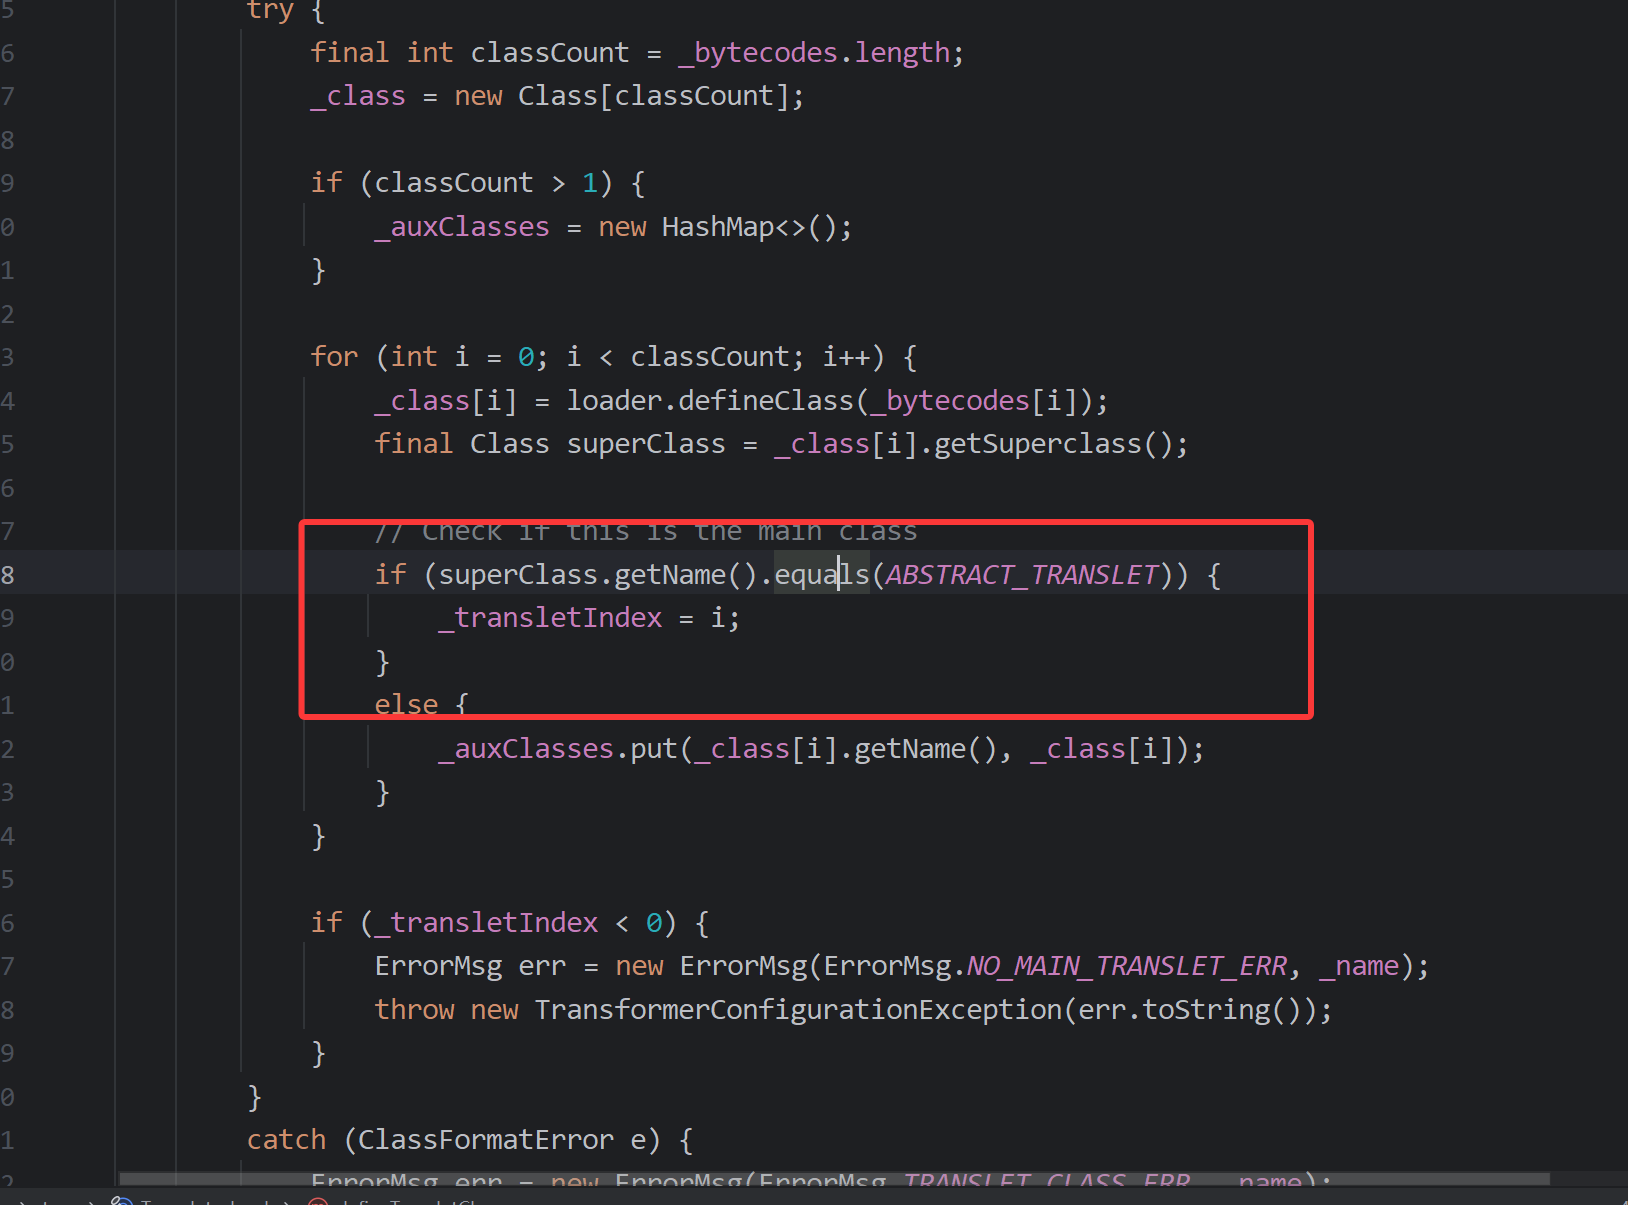 5 try {
6 final int classCount = _bytecodes.length;
7 _class = new Class[classCount];
8
9 if (classCount > 1) {
0 _auxClasses = new HashMap<>();
1 }
2
3 for (int i = 0; i < classCount; i++) {
4 _class[i] = loader.defineClass(_bytecodes[i]);
5 final Class superClass = _class[i].getSuperclass();
6
7 // Check if this is the main class
8 if (superClass.getName().equals(ABSTRACT_TRANSLET)) {
9 _transletIndex = i;
0 }
1 else {
2 _auxClasses.put(_class[i].getName(), _class[i]);
3 }
4 }
5
6 if (_transletIndex < 0) {
7 ErrorMsg err = new ErrorMsg(ErrorMsg.NO_MAIN_TRANSLET_ERR, _name);
8 throw new TransformerConfigurationException(err.toString());
9 }
0 }
1 catch (ClassFormatError e) {
2 ErrorMsg err = new ErrorMsg(ErrorMsg.TRANSLET_CLASS_ERR, _name);